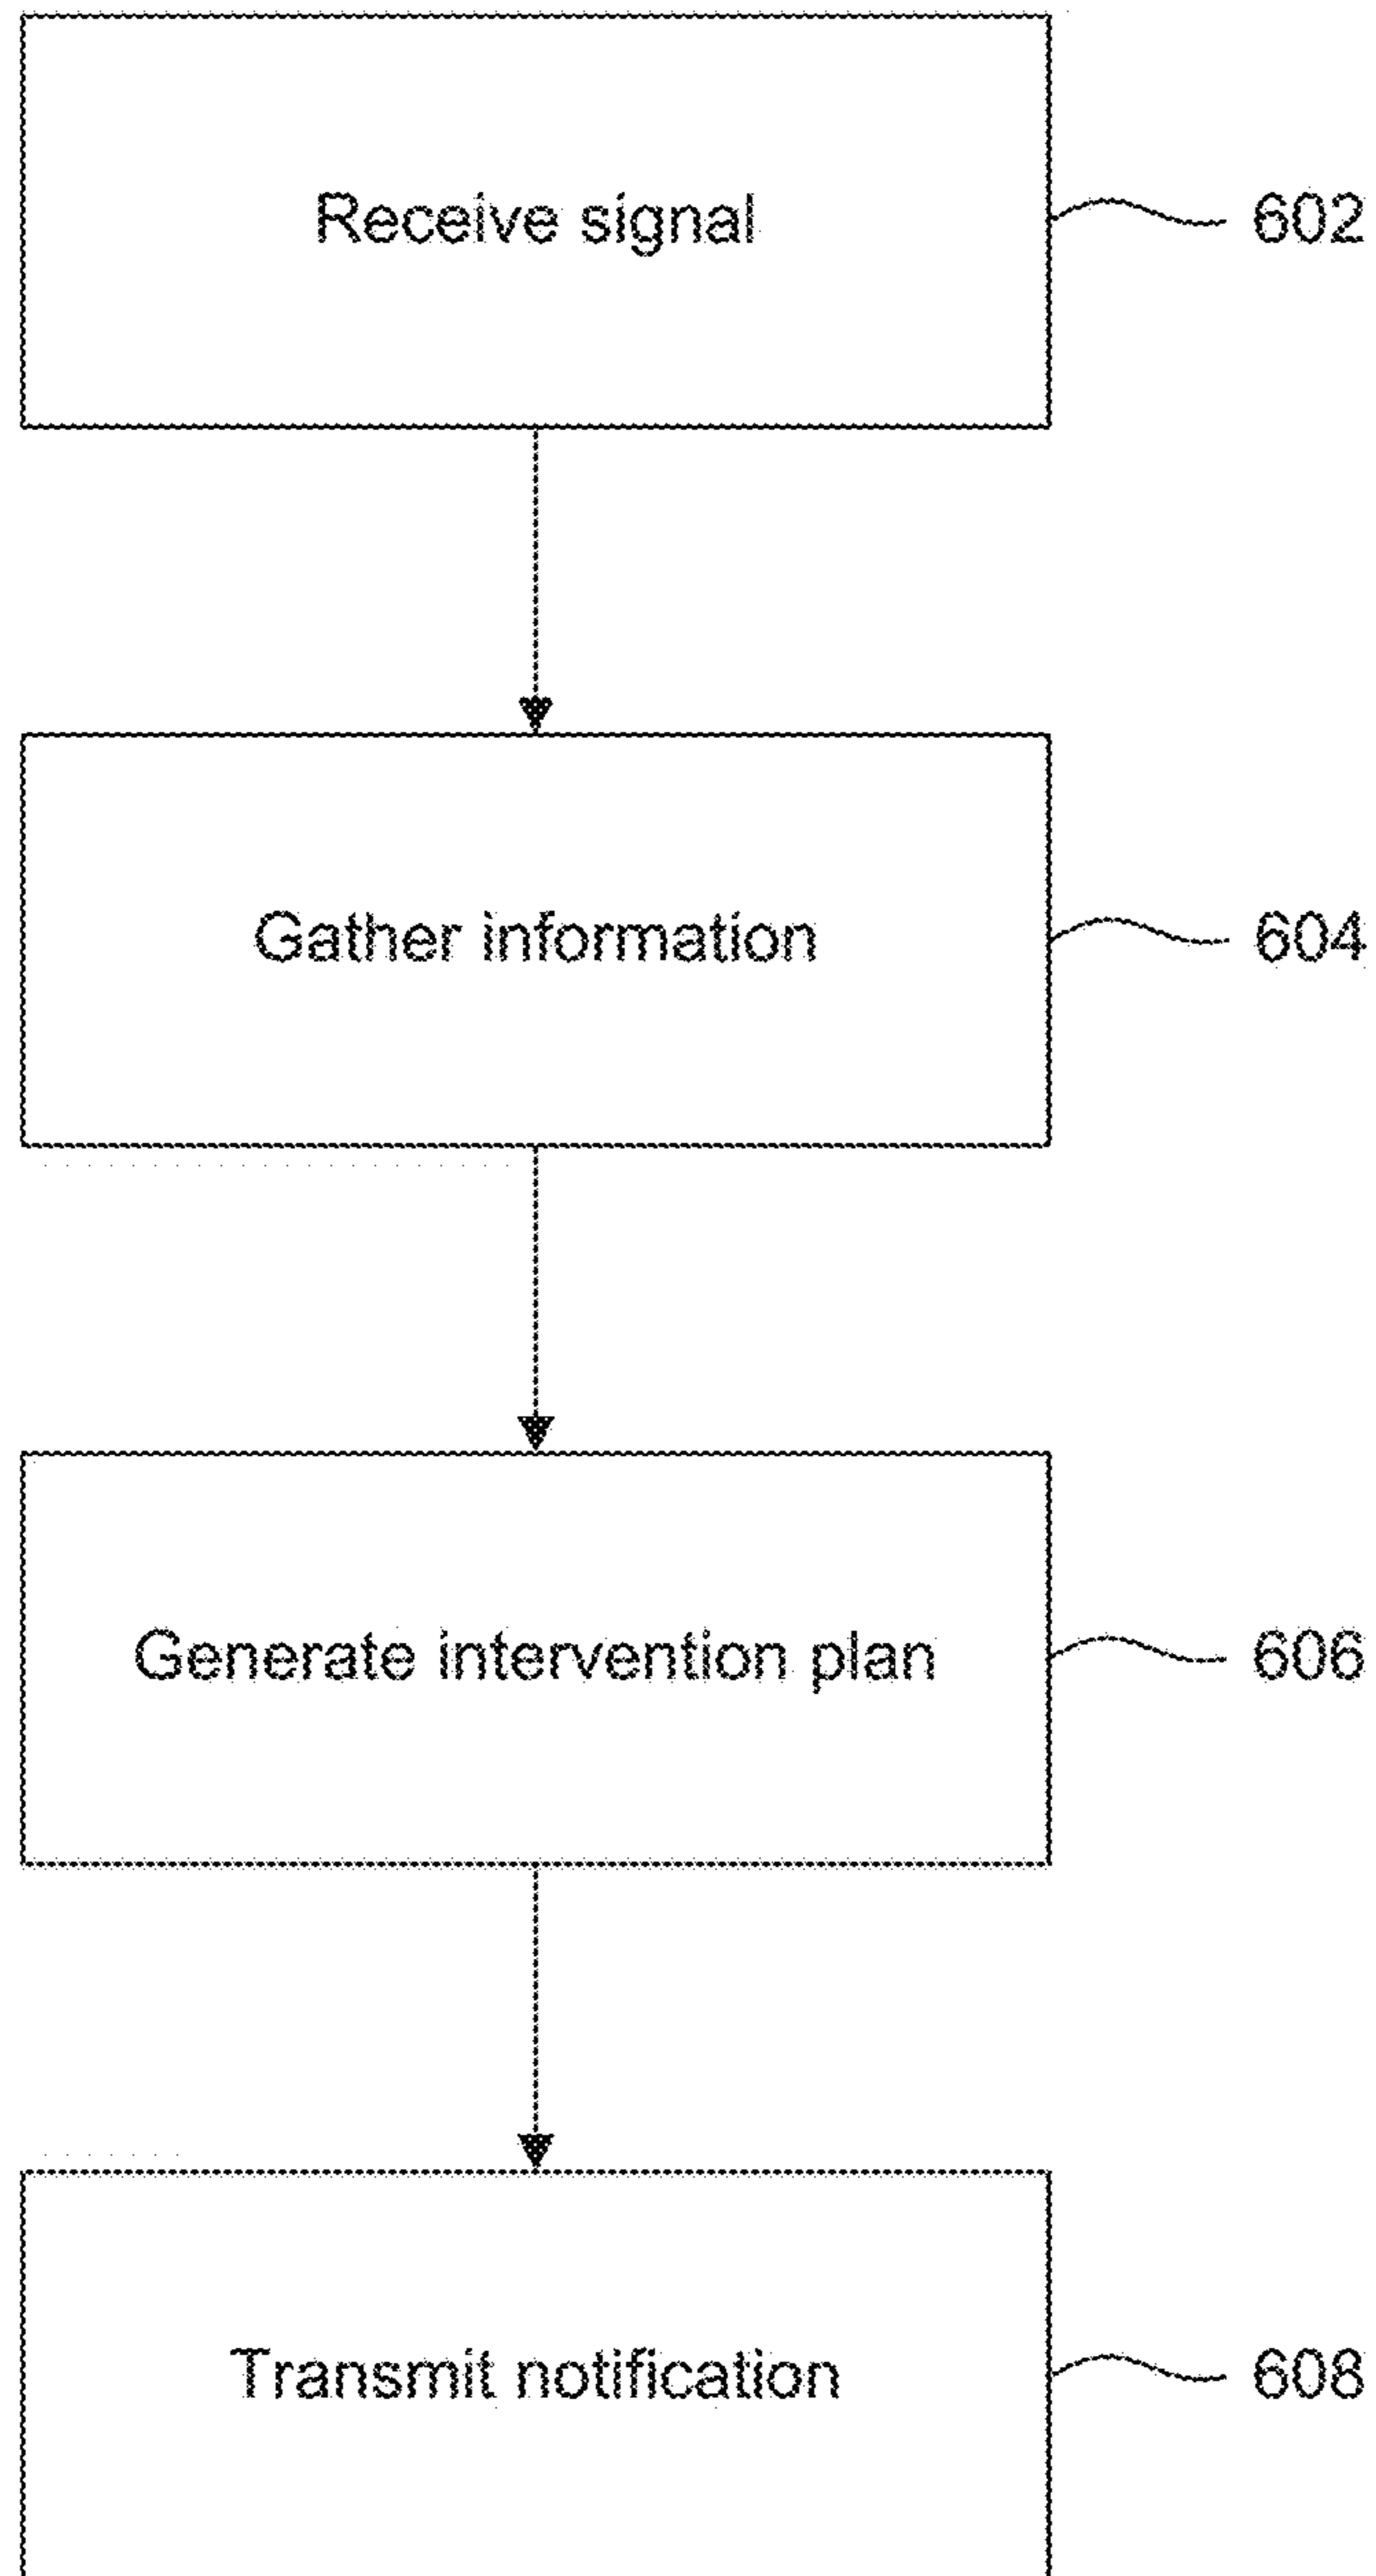 Receive signal
602
Gather information
604
Generate intervention plan
606
Transmit notification
608